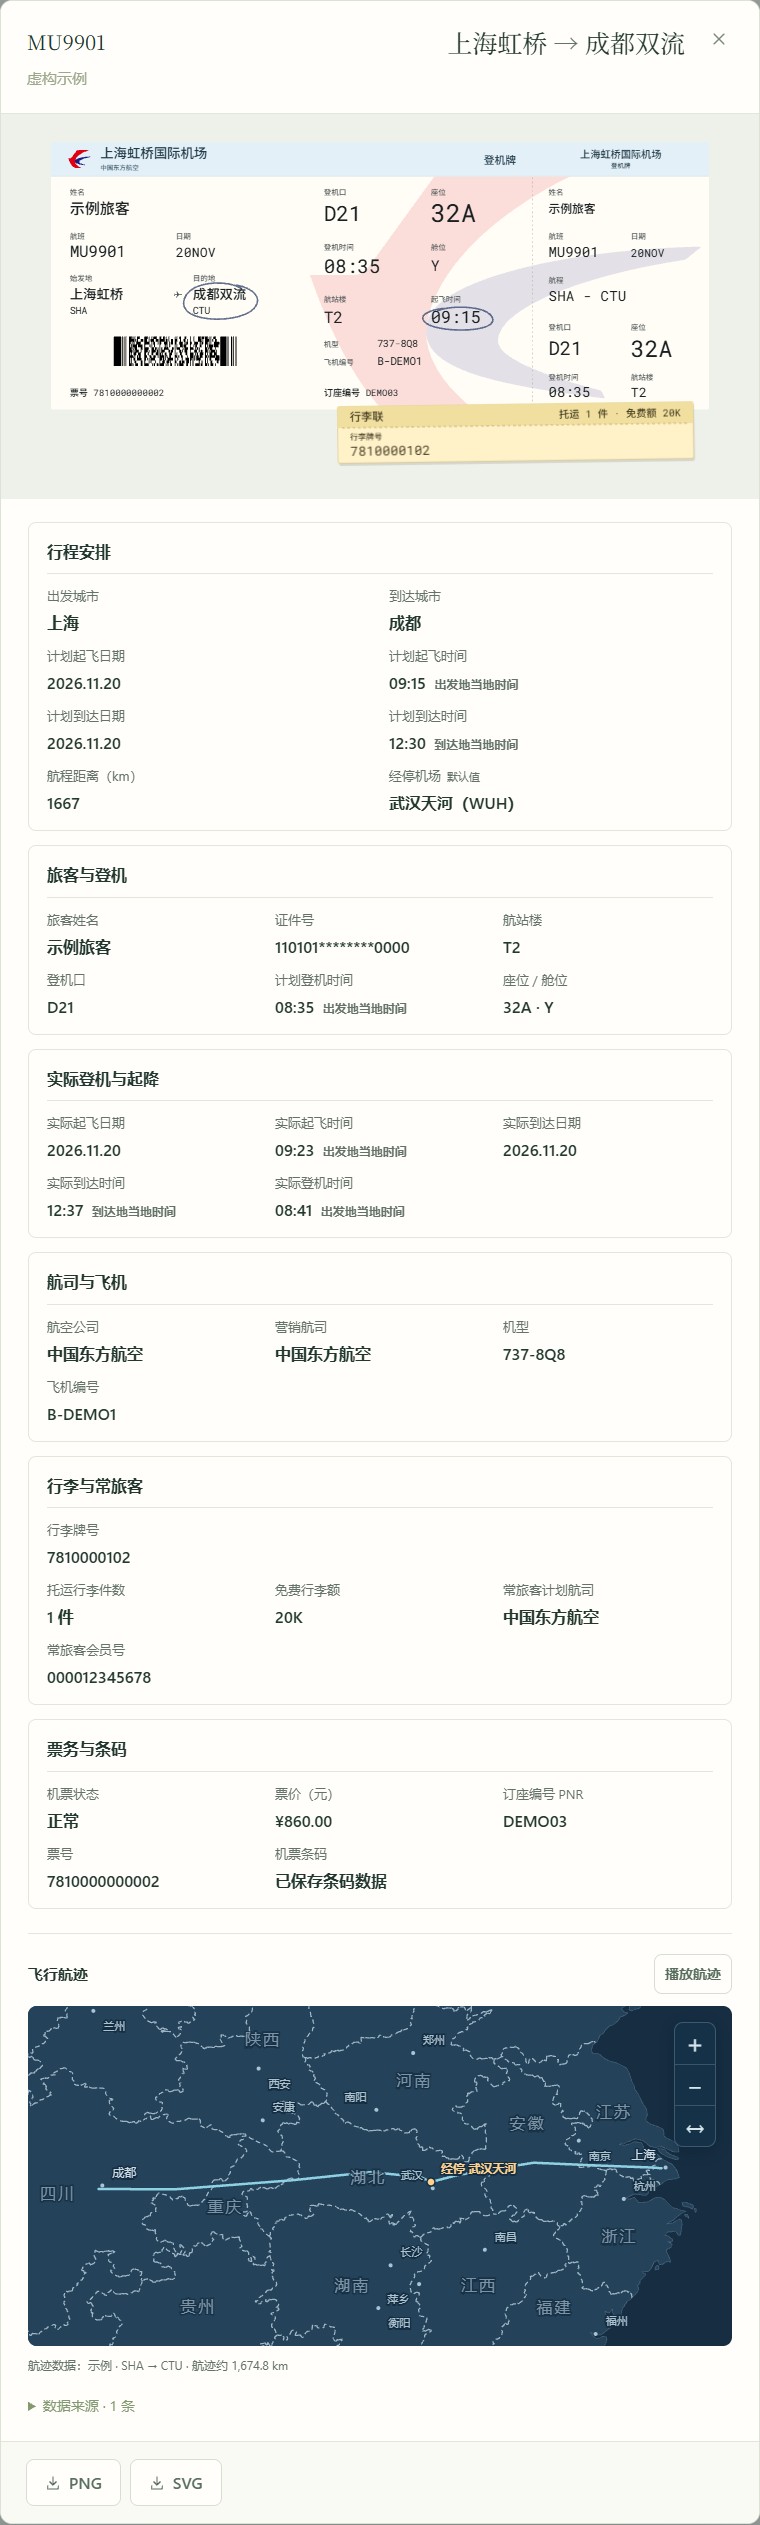 MU9901
上海虹桥 → 成都双流
虚构示例
上海虹桥国际机场
中国东方航空
登机牌
上海虹桥国际机场
登机牌
姓名
示例旅客
航班
日期
MU9901
20NOV
始发地
目的地
上海虹桥
成都双流
SHA
CTU
票号 7810000000002
登机口
座位
D21
32A
登机时间
舱位
08:35
Y
航站楼
起飞时间
T2
09:15
机型
737-8Q8
飞机编号
B-DEMO1
订座编号 DEMO03
姓名
示例旅客
航班
日期
MU9901
20NOV
航程
SHA - CTU
登机口
座位
D21
32A
登机时间
航站楼
08:35
T2
行李联
托运 1 件 · 免费额 20K
行李牌号
7810000102
行程安排
出发城市
到达城市
上海
成都
计划起飞日期
计划起飞时间
2026.11.20
09:15 出发地当地时间
计划到达日期
计划到达时间
2026.11.20
12:30 到达地当地时间
航程距离（km）
经停机场 默认值
1667
武汉天河（WUH）
旅客与登机
旅客姓名
证件号
航站楼
示例旅客
110101********0000
T2
登机口
计划登机时间
座位 / 舱位
D21
08:35 出发地当地时间
32A · Y
实际登机与起降
实际起飞日期
实际起飞时间
实际到达日期
2026.11.20
09:23 出发地当地时间
2026.11.20
实际到达时间
实际登机时间
12:37 到达地当地时间
08:41 出发地当地时间
航司与飞机
航空公司
营销航司
机型
中国东方航空
中国东方航空
737-8Q8
飞机编号
B-DEMO1
行李与常旅客
行李牌号
7810000102
托运行李件数
免费行李额
常旅客计划航司
1 件
20K
中国东方航空
常旅客会员号
000012345678
票务与条码
机票状态
票价（元）
订座编号 PNR
正常
¥860.00
DEMO03
票号
机票条码
7810000000002
已保存条码数据
飞行航迹
播放航迹
兰州
陕西
郑州
西安
河南
南阳
安康
江苏
安徽
南京
上海
成都
湖北
武汉
经停 武汉天河
杭州
四川
重庆
浙江
南昌
长沙
湖南
江西
萍乡
贵州
福建
衡阳
福州
+
−
↔
航迹数据：示例 · SHA → CTU · 航迹约 1,674.8 km
数据来源 · 1 条
PNG
SVG